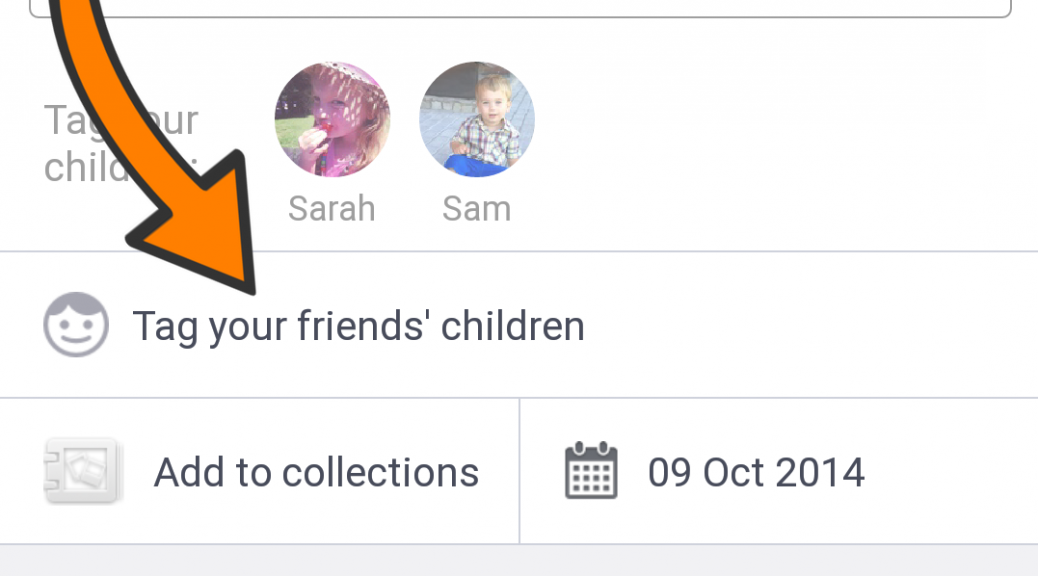 Tag your
children:
Sarah
Sam
Tag your friends' children
Add to collections
09 Oct 2014